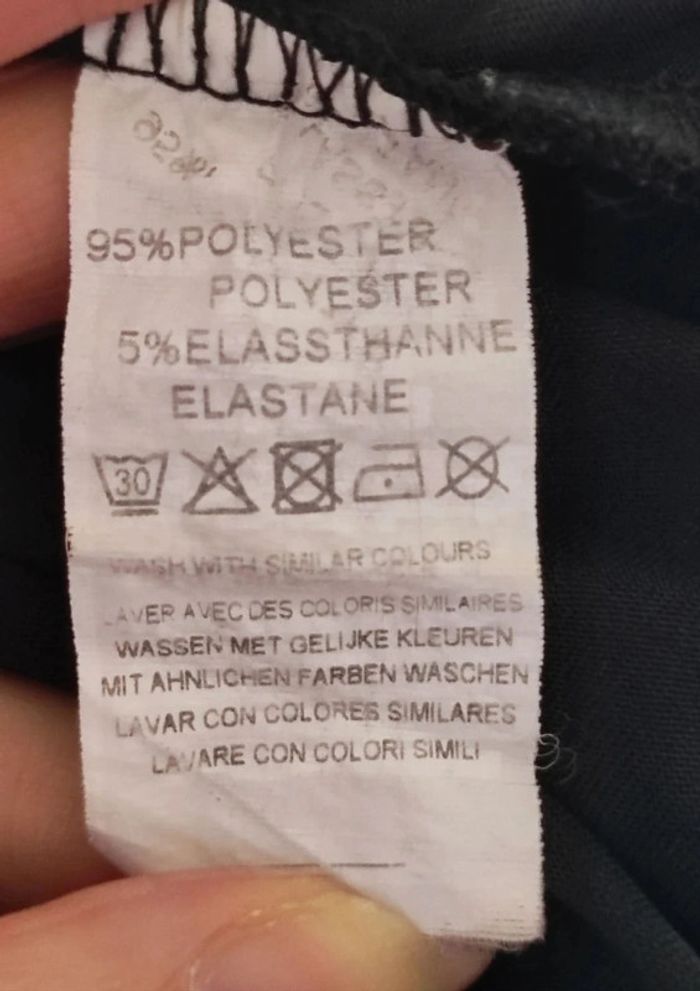 95%POLYESTER
POLYESTER
5%ELASSTHANNE
ELASTANE
30
WASH WITH SIMILAR COLOURS
LAVER AVEC DES COLORIS SIMILAIRES
WASSEN MET GELIJKE KLEUREN
MIT AHNLICHEN FARBEN WASCHEN
LAVAR CON COLORES SIMILARES
LAVARE CON COLORI SIMILI